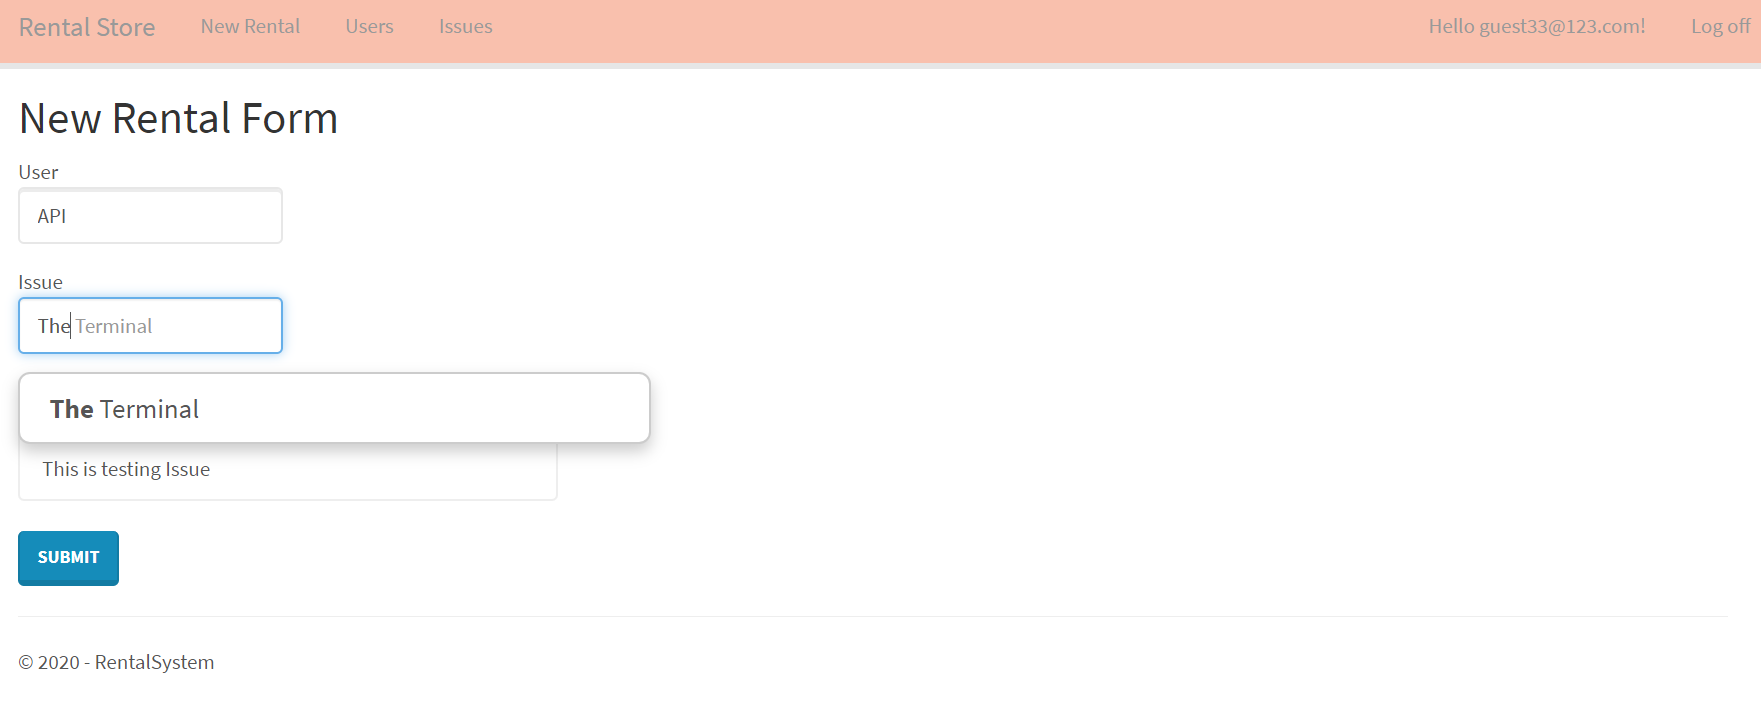 Rental Store New Rental Users Issues Hello guest33@123.com! Log off
New Rental Form
User
API
Issue
The Terminal
The Terminal
This is testing Issue
SUBMIT
© 2020 - RentalSystem